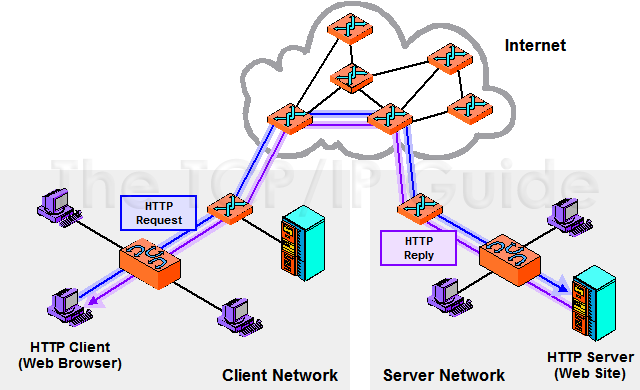 Internet
The TCP/IP Guide
HTTP
Request
HTTP
Reply
HTTP Client
(Web Browser)
Client Network
Server Network
HTTP Server
(Web Site)